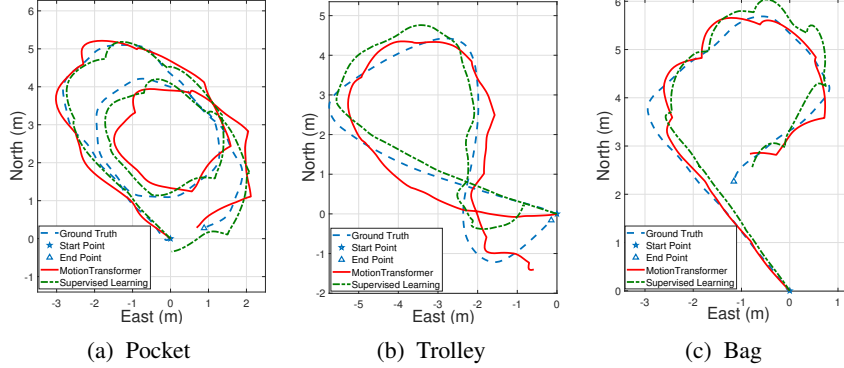 North (m)
6
5
4
3
2
1
0
-1
-3
-2
-1
0
1
2
East (m)
Ground Truth
Start Point
End Point
MotionTransformer
Supervised Learning
(a) Pocket
North (m)
5
4
3
2
1
0
-1
-2
-5
-4
-3
-2
-1
0
East (m)
Ground Truth
Start Point
End Point
MotionTransformer
Supervised Learning
(b) Trolley
North (m)
6
5
4
3
2
1
0
-3
-2
-1
0
1
East (m)
Ground Truth
Start Point
End Point
MotionTransformer
Supervised Learning
(c) Bag